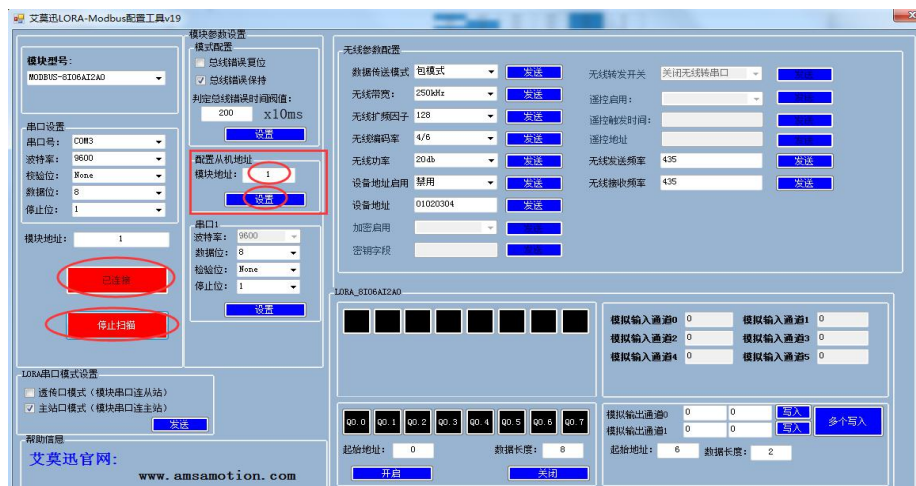 艾莫迅LORA-Modbus配置工具v19
模块型号:
MODBUS-8IO6AI2AO
串口设置
串口号: COM3
波特率: 9600
校验位: None
数据位: 8
停止位: 1
模块地址: 1
已连接
停止扫描
LORA串口模式设置
透传口模式（模块串口连从站）
主站口模式（模块串口连主站）
发送
帮助信息
艾莫迅官网:
www.amsamotion.com
模块参数设置
模式配置
总线错误复位
总线错误保持
判定总线错误时间阀值:
200 x10ms
设置
配置从机地址
模块地址: 1
设置
串口1
波特率: 9600
数据位: 8
检验位: None
停止位: 1
设置
无线参数配置
数据传送模式 包模式 发送 无线转发开关 关闭无线转串口
无线带宽: 250kHz 发送 遥控启用:
无线扩频因子 128 发送 遥控触发时间:
无线编码率 4/6 发送 遥控地址
无线功率 20db 发送 无线发送频率 435 发送
设备地址启用 禁用 发送 无线接收频率 435 发送
设备地址 01020304 发送
加密启用
密钥字段
LORA_8IO6AI2AO
模拟输入通道0 0 模拟输入通道1 0
模拟输入通道2 0 模拟输入通道3 0
模拟输入通道4 0 模拟输入通道5 0
Q0.0 Q0.1 Q0.2 Q0.3 Q0.4 Q0.5 Q0.6 Q0.7
起始地址: 0 数据长度: 8
开启 关闭
模拟输出通道0 0 0 写入
模拟输出通道1 0 0 写入
多个写入
起始地址: 6 数据长度: 2